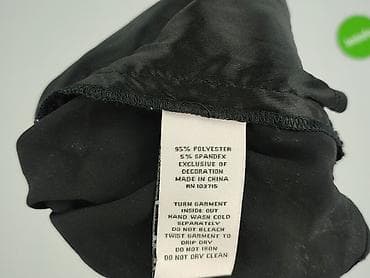 95% POLYESTER
5% SPANDEX
EXCLUSIVE OF
DECORATION
MADE IN CHINA
RN 103715
TURN GARMENT
INSIDE OUT
HAND WASH COLD
SEPARATELY
DO NOT BLEACH
TWIST GARMENT TO
DRIP DRY
DO NOT IRON
DO NOT DRY CLEAN